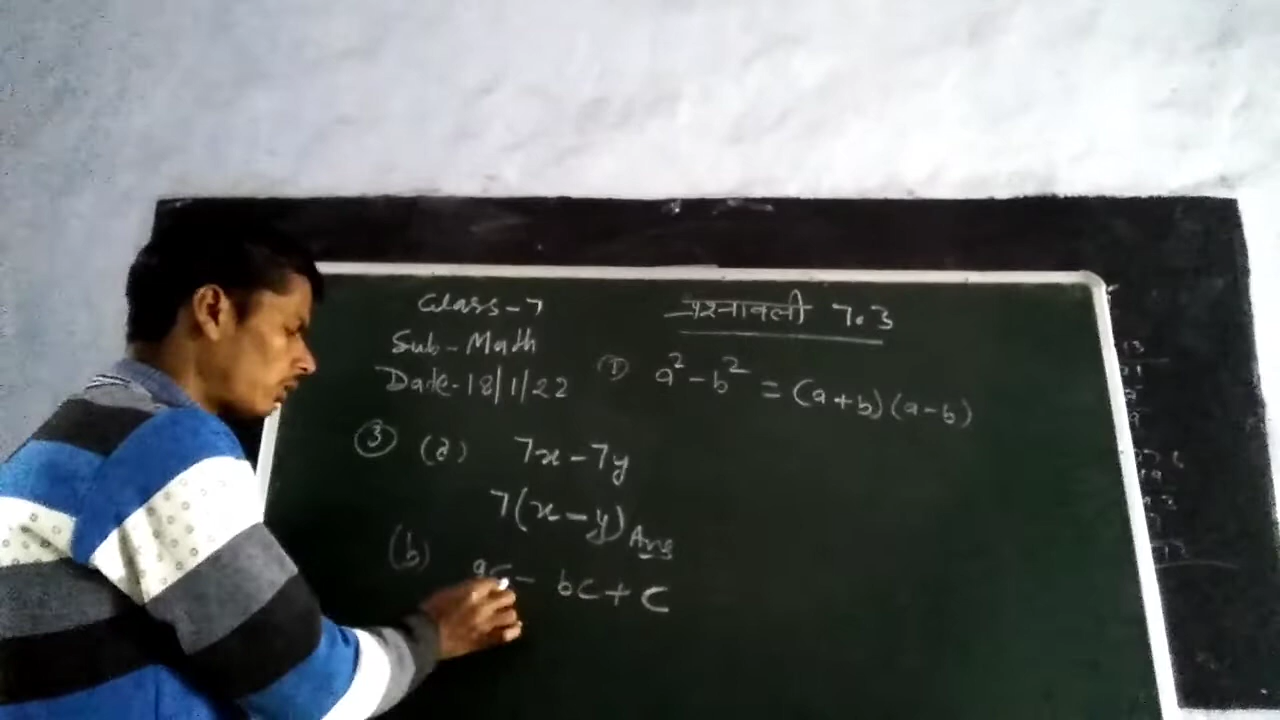 Class-7
प्रश्नावली 7.3
Sub-Math
Date-18/1/22
① a² - b² = (a+b)(a-b)
③ (a) 7x - 7y
7(x-y) Ans
(b) ac - bc + c